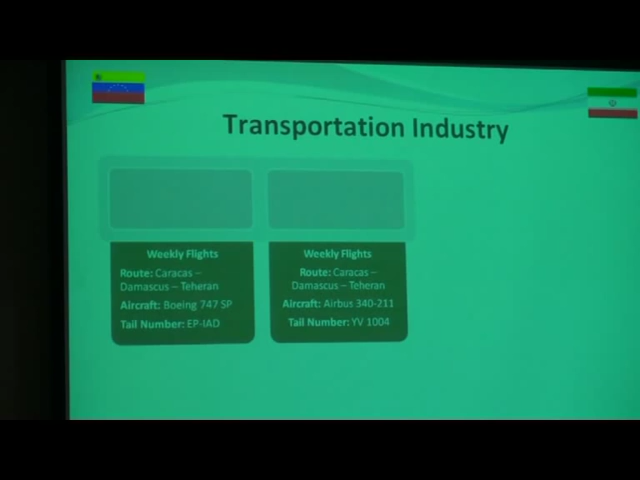 Transportation Industry
Weekly Flights
Route: Caracas –
Damascus – Teheran
Aircraft: Boeing 747 SP
Tail Number: EP-IAD
Weekly Flights
Route: Caracas –
Damascus – Teheran
Aircraft: Airbus 340-211
Tail Number: YV 1004